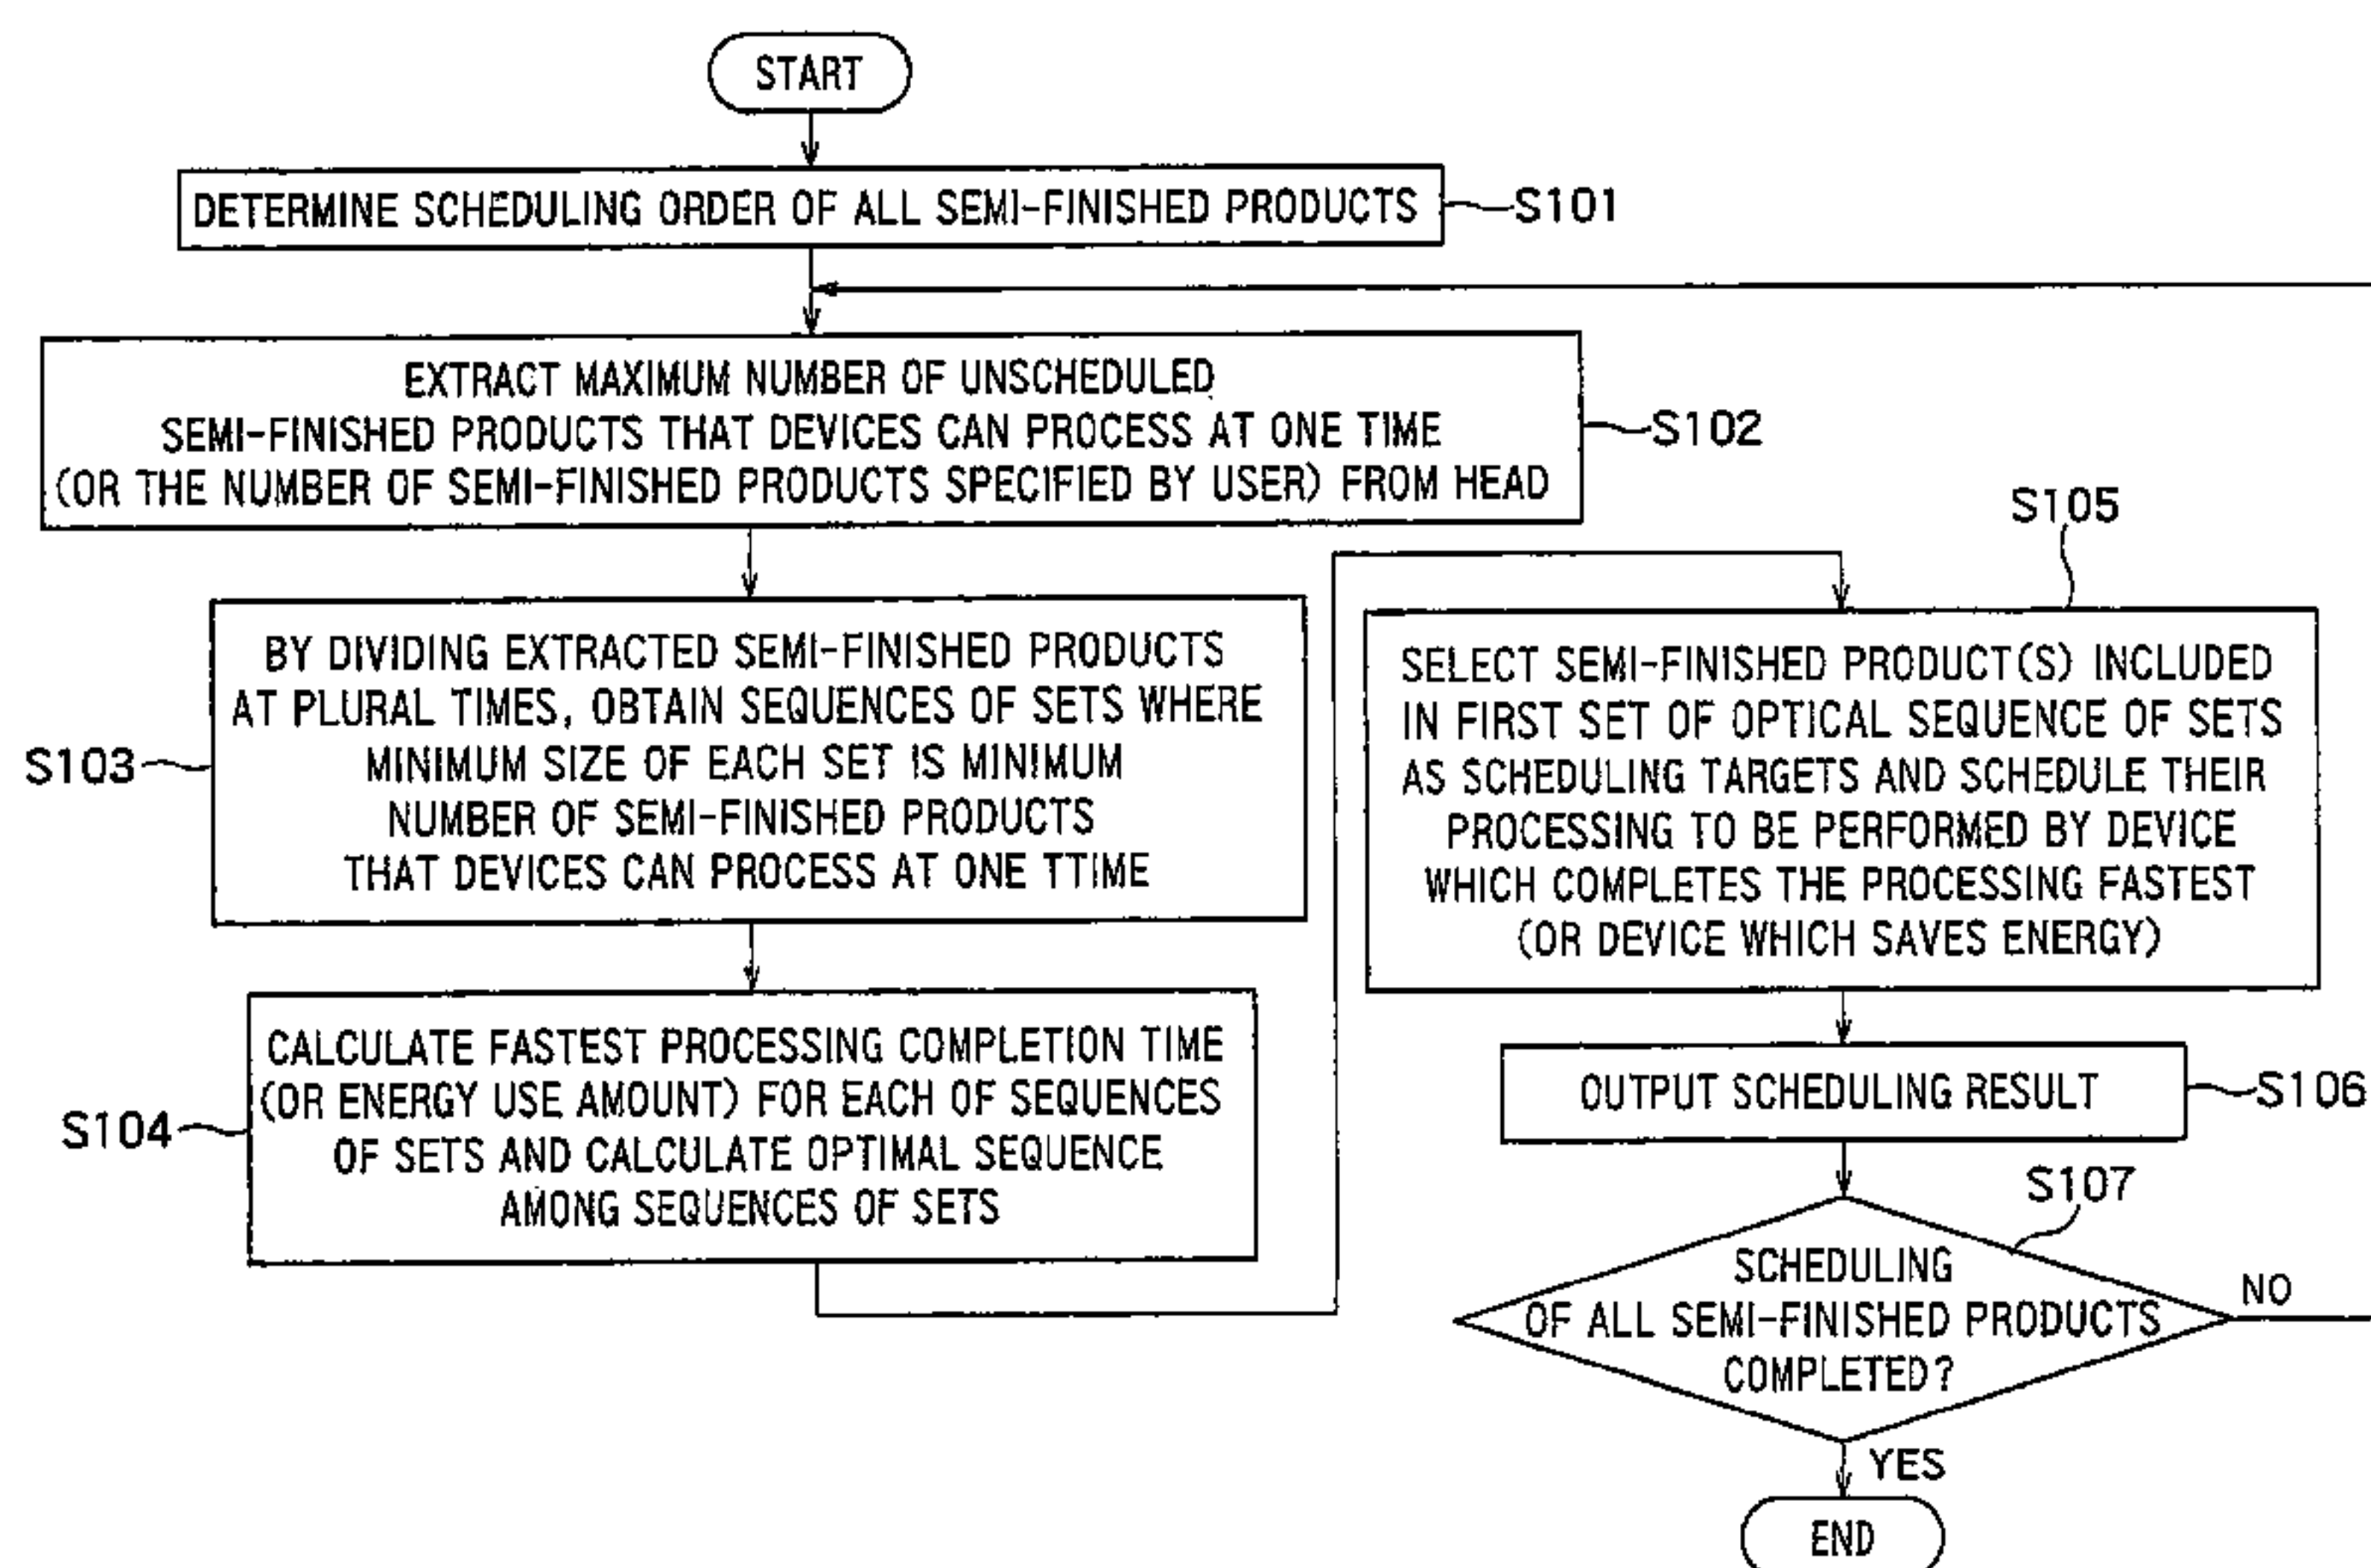 START
DETERMINE SCHEDULING ORDER OF ALL SEMI-FINISHED PRODUCTS
S101
EXTRACT MAXIMUM NUMBER OF UNSCHEDULED
SEMI-FINISHED PRODUCTS THAT DEVICES CAN PROCESS AT ONE TIME
(OR THE NUMBER OF SEMI-FINISHED PRODUCTS SPECIFIED BY USER) FROM HEAD
S102
BY DIVIDING EXTRACTED SEMI-FINISHED PRODUCTS
AT PLURAL TIMES, OBTAIN SEQUENCES OF SETS WHERE
MINIMUM SIZE OF EACH SET IS MINIMUM
NUMBER OF SEMI-FINISHED PRODUCTS
THAT DEVICES CAN PROCESS AT ONE TTIME
S103
CALCULATE FASTEST PROCESSING COMPLETION TIME
(OR ENERGY USE AMOUNT) FOR EACH OF SEQUENCES
OF SETS AND CALCULATE OPTIMAL SEQUENCE
AMONG SEQUENCES OF SETS
S104
S105
SELECT SEMI-FINISHED PRODUCT(S) INCLUDED
IN FIRST SET OF OPTICAL SEQUENCE OF SETS
AS SCHEDULING TARGETS AND SCHEDULE THEIR
PROCESSING TO BE PERFORMED BY DEVICE
WHICH COMPLETES THE PROCESSING FASTEST
(OR DEVICE WHICH SAVES ENERGY)
OUTPUT SCHEDULING RESULT
S106
S107
SCHEDULING
OF ALL SEMI-FINISHED PRODUCTS
COMPLETED?
NO
YES
END